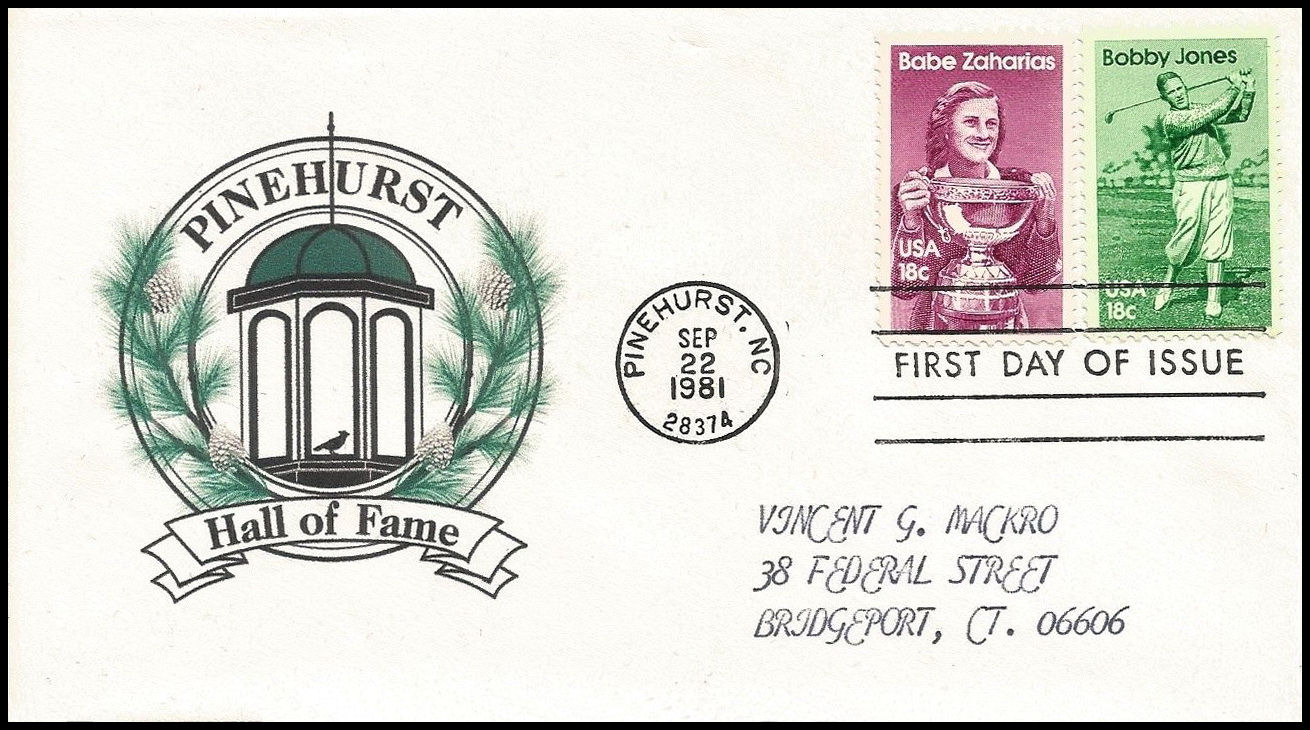 PINEHURST
Hall of Fame
Babe Zaharias
USA
18c
Bobby Jones
USA
18c
PINEHURST, NC
SEP
22
1981
28374
FIRST DAY OF ISSUE
VINCENT G. MACKRO
38 FEDERAL STREET
BRIDGEPORT, CT. 06606